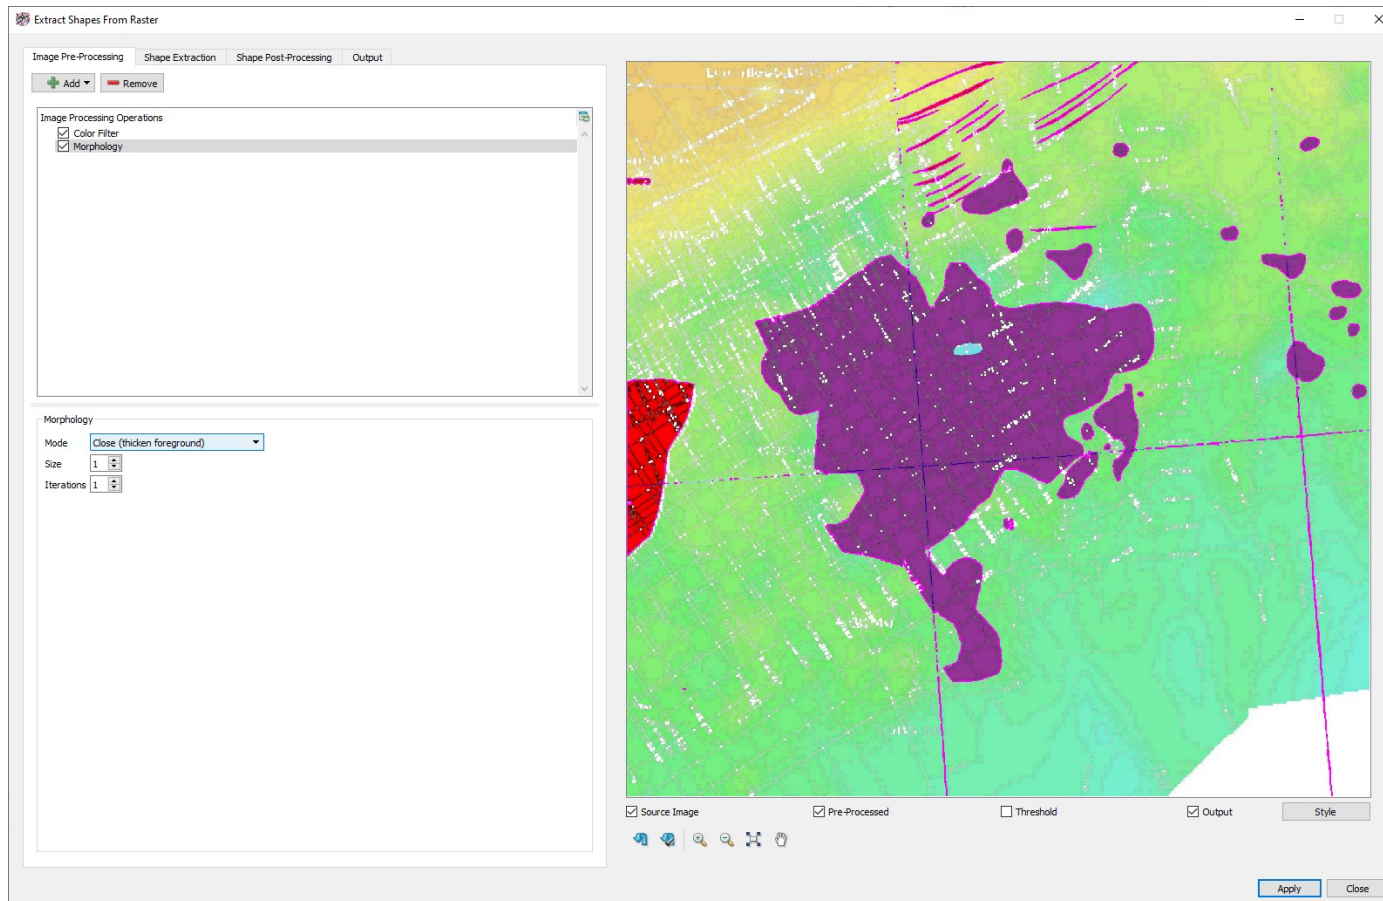 Extract Shapes From Raster
Image Pre-Processing Shape Extraction Shape Post-Processing Output
Add Remove
Image Processing Operations
Color Filter
Morphology
Morphology
Mode Close (thicken foreground)
Size 1
Iterations 1
Source Image Pre-Processed Threshold Output Style
Apply Close